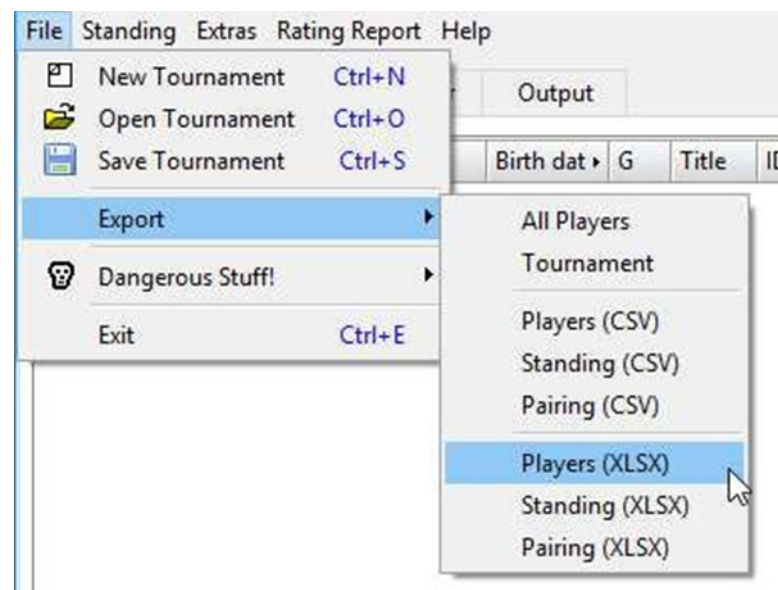 File Standing Extras Rating Report Help
New Tournament Ctrl+N
Open Tournament Ctrl+O
Save Tournament Ctrl+S
Export
Dangerous Stuff!
Exit Ctrl+E
Output
Birth dat G Title
All Players
Tournament
Players (CSV)
Standing (CSV)
Pairing (CSV)
Players (XLSX)
Standing (XLSX)
Pairing (XLSX)